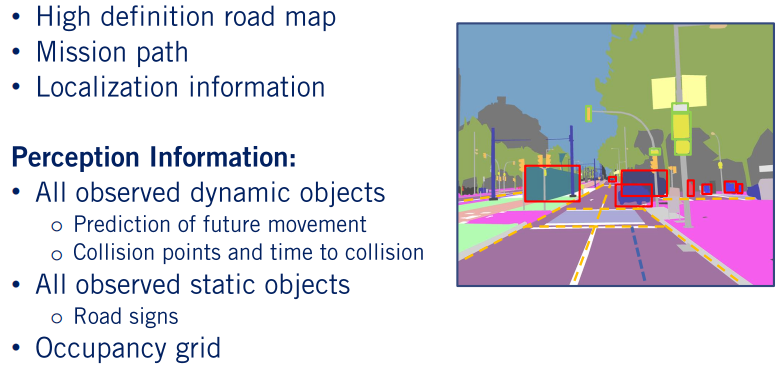 • High definition road map
• Mission path
• Localization information
Perception Information:
• All observed dynamic objects
o Prediction of future movement
o Collision points and time to collision
• All observed static objects
o Road signs
• Occupancy grid